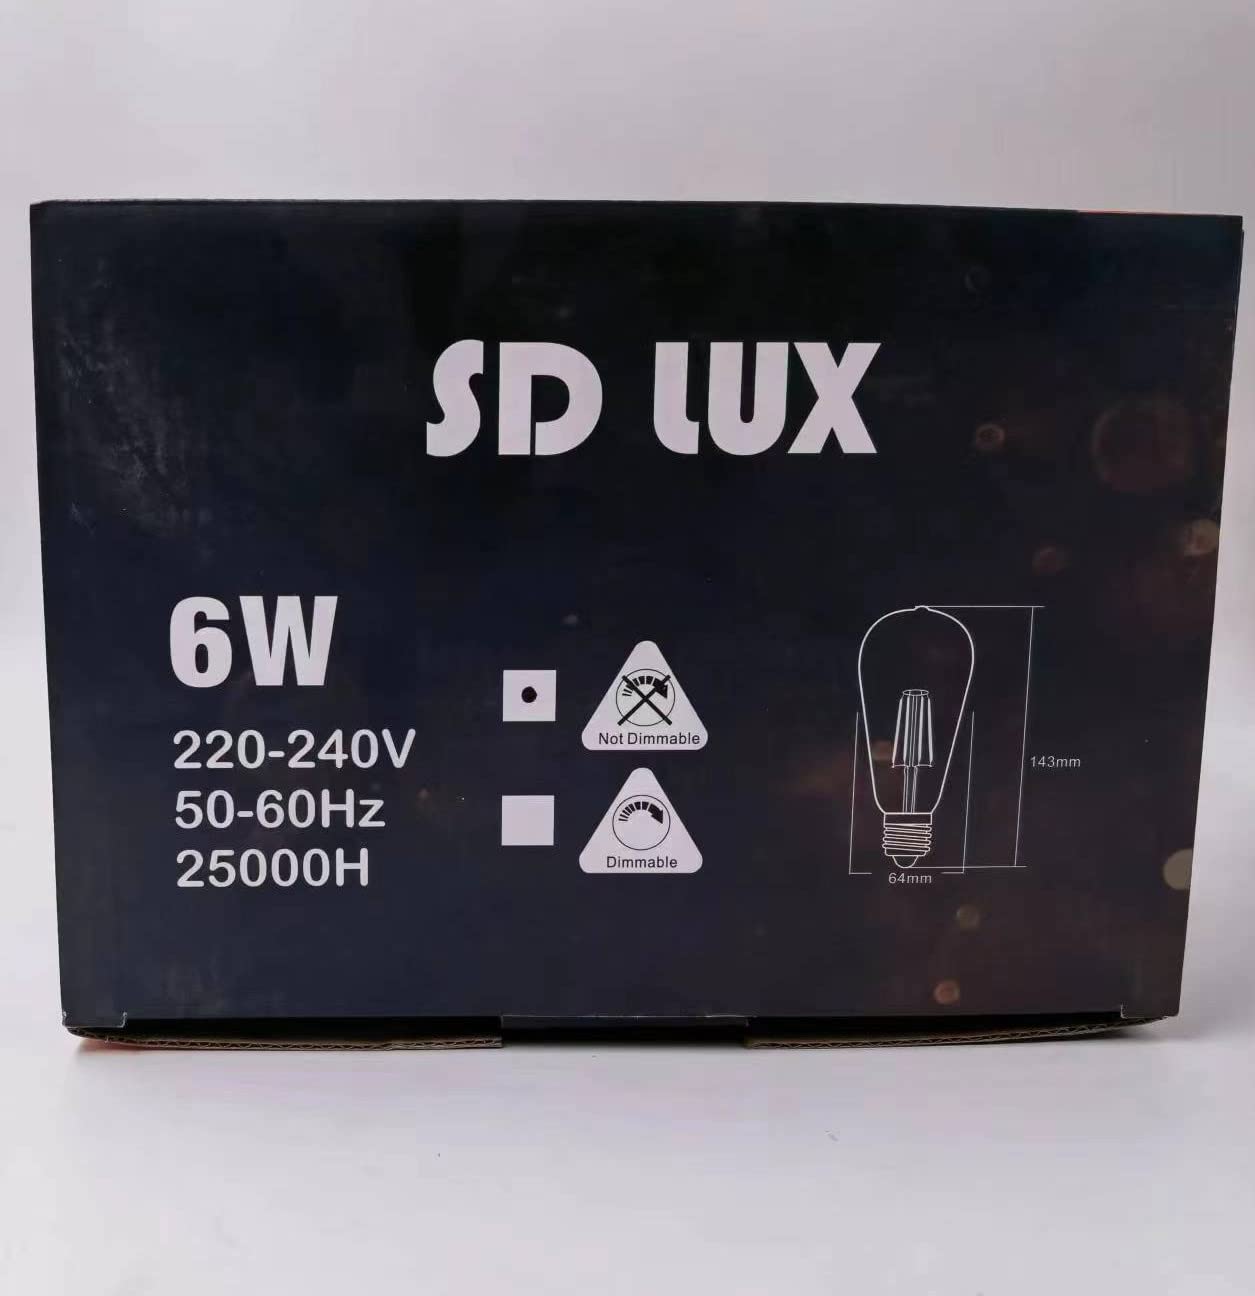 SD LUX
6W
220-240V
50-60Hz
25000H
Not Dimmable
Dimmable
143mm
64mm